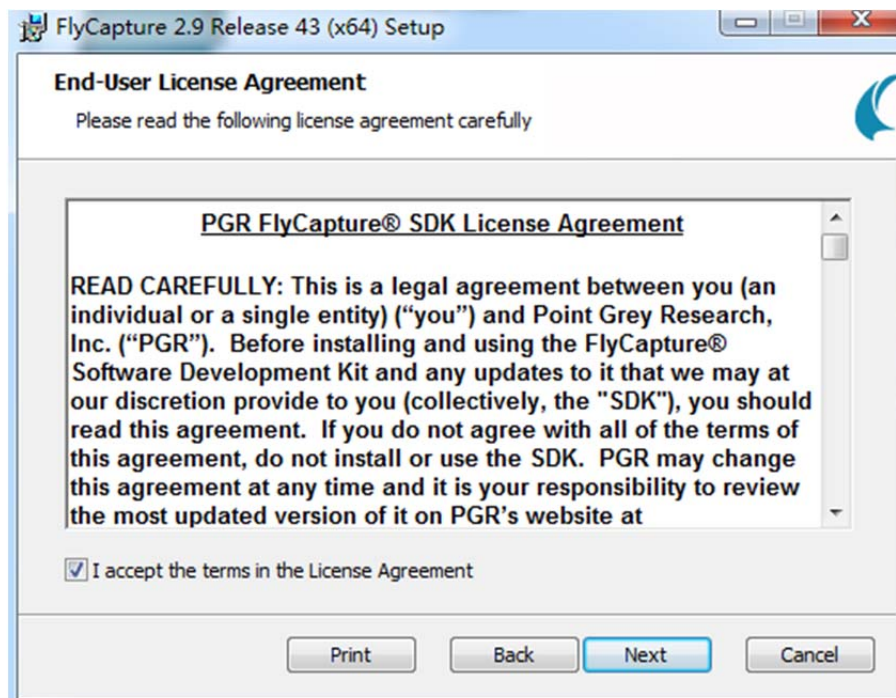 FlyCapture 2.9 Release 43 (x64) Setup
End-User License Agreement
Please read the following license agreement carefully
PGR FlyCapture® SDK License Agreement
READ CAREFULLY: This is a legal agreement between you (an
individual or a single entity) (“you”) and Point Grey Research,
Inc. (“PGR”).  Before installing and using the FlyCapture®
Software Development Kit and any updates to it that we may at
our discretion provide to you (collectively, the "SDK"), you should
read this agreement.  If you do not agree with all of the terms of
this agreement, do not install or use the SDK.  PGR may change
this agreement at any time and it is your responsibility to review
the most updated version of it on PGR’s website at
I accept the terms in the License Agreement
Print Back Next Cancel